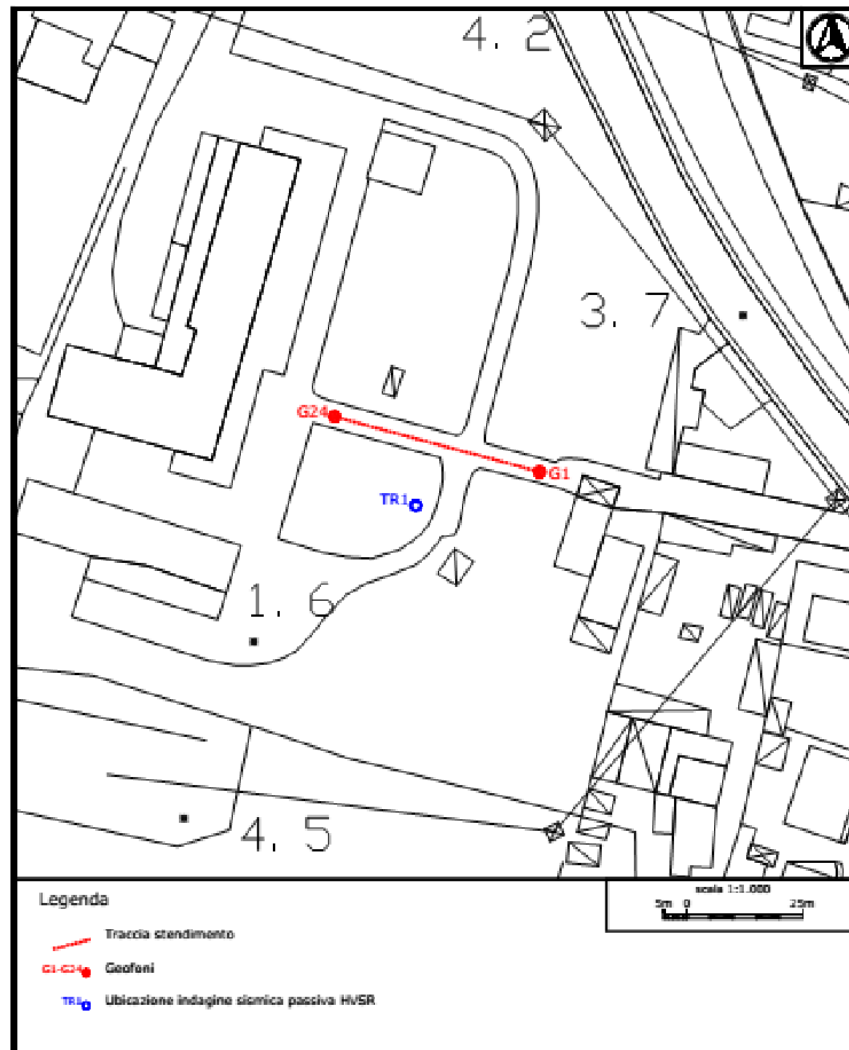 4. 2
3. 7
G24
G1
TR1
1. 6
4. 5
scala 1:1.000
5m 0 25m
Legenda
Traccia stendimento
G1-G24 Geofoni
TR1 Ubicazione indagine sismica passiva HVSR